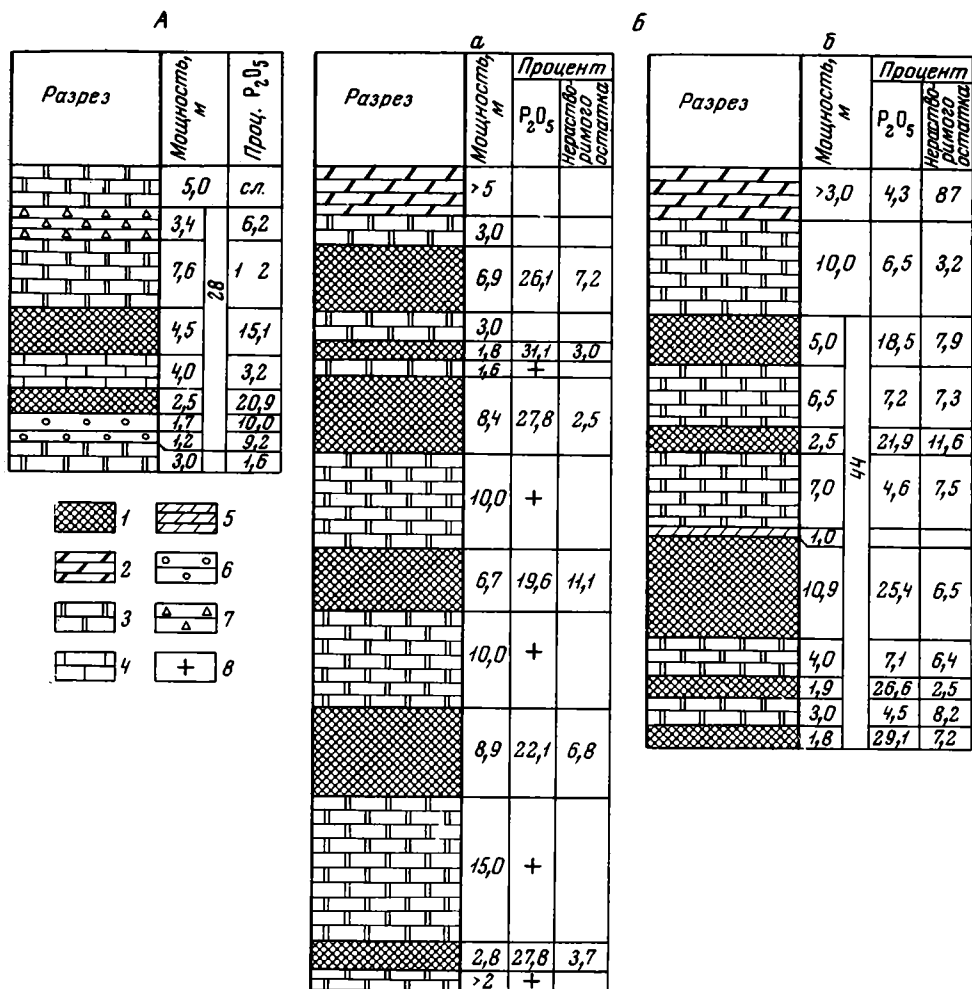 А
Разрез
Мощность, м
Проц. P₂O₅
5,0 сл.
3,4 6,2
7,6 1 2
4,5 15,1
4,0 3,2
2,5 20,9
1,7 10,0
1,2 9,2
3,0 1,6
28
1 5
2 6
3 7
4 + 8
Б
а
Разрез
Мощность, м
Процент
P₂O₅
Нерастворимого остатка
>5
3,0
6,9 26,1 7,2
3,0
1,8 31,1 3,0
1,6 +
8,4 27,8 2,5
10,0 +
6,7 19,6 11,1
10,0 +
8,9 22,1 6,8
15,0 +
2,8 27,8 3,7
>2 +
б
Разрез
Мощность, м
Процент
P₂O₅
Нерастворимого остатка
>3,0 4,3 87
10,0 6,5 3,2
5,0 18,5 7,9
6,5 7,2 7,3
2,5 21,9 11,6
7,0 4,6 7,5
1,0
10,9 25,4 6,5
4,0 7,1 6,4
1,9 26,6 2,5
3,0 4,5 8,2
1,8 29,1 7,2
44